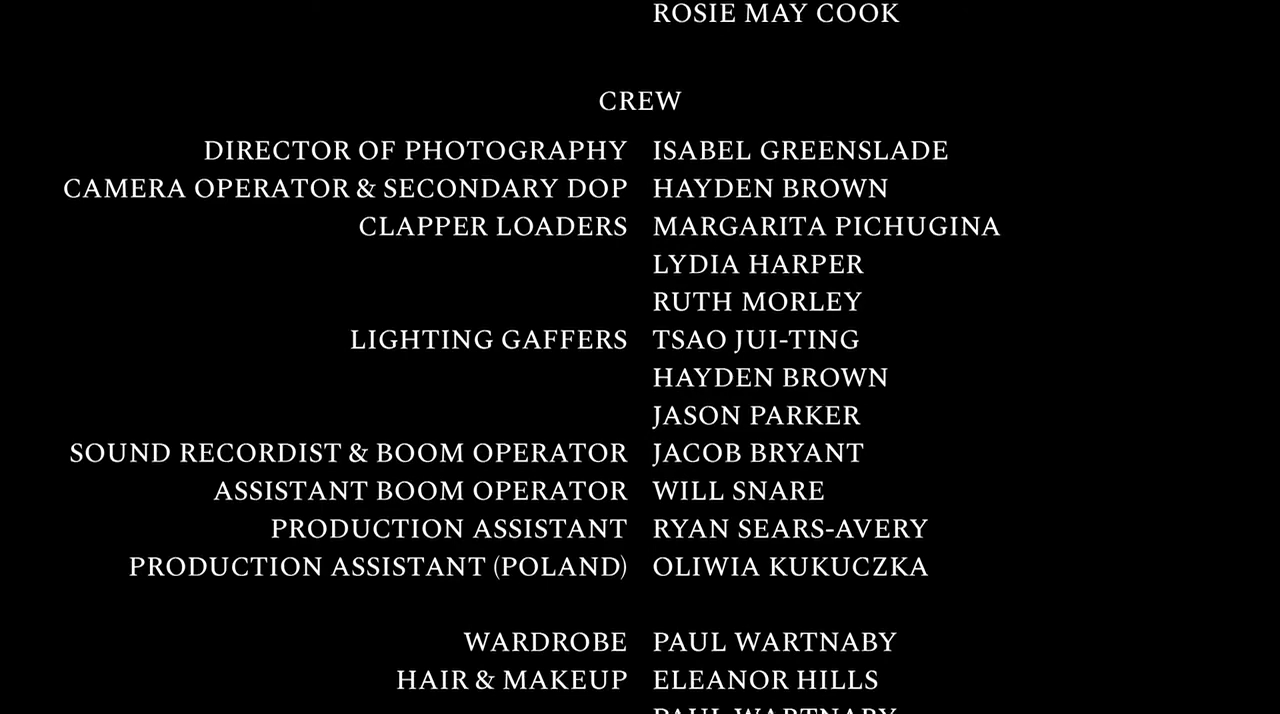 ROSIE MAY COOK
CREW
DIRECTOR OF PHOTOGRAPHY ISABEL GREENSLADE
CAMERA OPERATOR & SECONDARY DOP HAYDEN BROWN
CLAPPER LOADERS MARGARITA PICHUGINA
LYDIA HARPER
RUTH MORLEY
LIGHTING GAFFERS TSAO JUI-TING
HAYDEN BROWN
JASON PARKER
SOUND RECORDIST & BOOM OPERATOR JACOB BRYANT
ASSISTANT BOOM OPERATOR WILL SNARE
PRODUCTION ASSISTANT RYAN SEARS-AVERY
PRODUCTION ASSISTANT (POLAND) OLIWIA KUKUCZKA
WARDROBE PAUL WARTNABY
HAIR & MAKEUP ELEANOR HILLS
PAUL WARTNABY